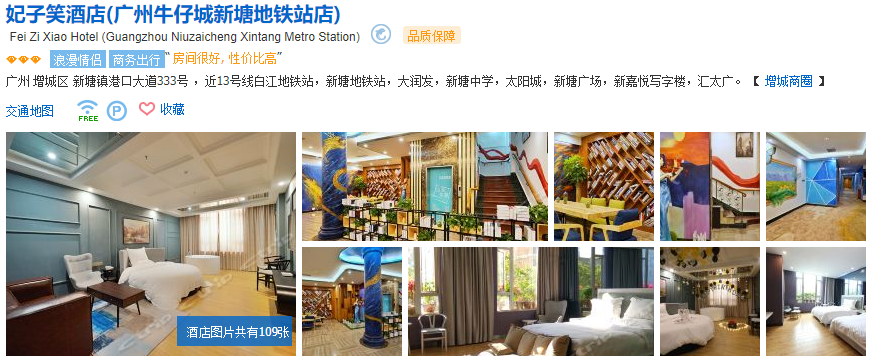 妃子笑酒店(广州牛仔城新塘地铁站店)
Fei Zi Xiao Hotel (Guangzhou Niuzaicheng Xintang Metro Station)
品质保障
浪漫情侣 商务出行 “房间很好, 性价比高”
广州 增城区 新塘镇港口大道333号 ，近13号线白江地铁站，新塘地铁站，大润发，新塘中学，太阳城，新塘广场，新嘉悦写字楼，汇太广。【 增城商圈 】
交通地图 FREE P 收藏
酒店图片共有109张